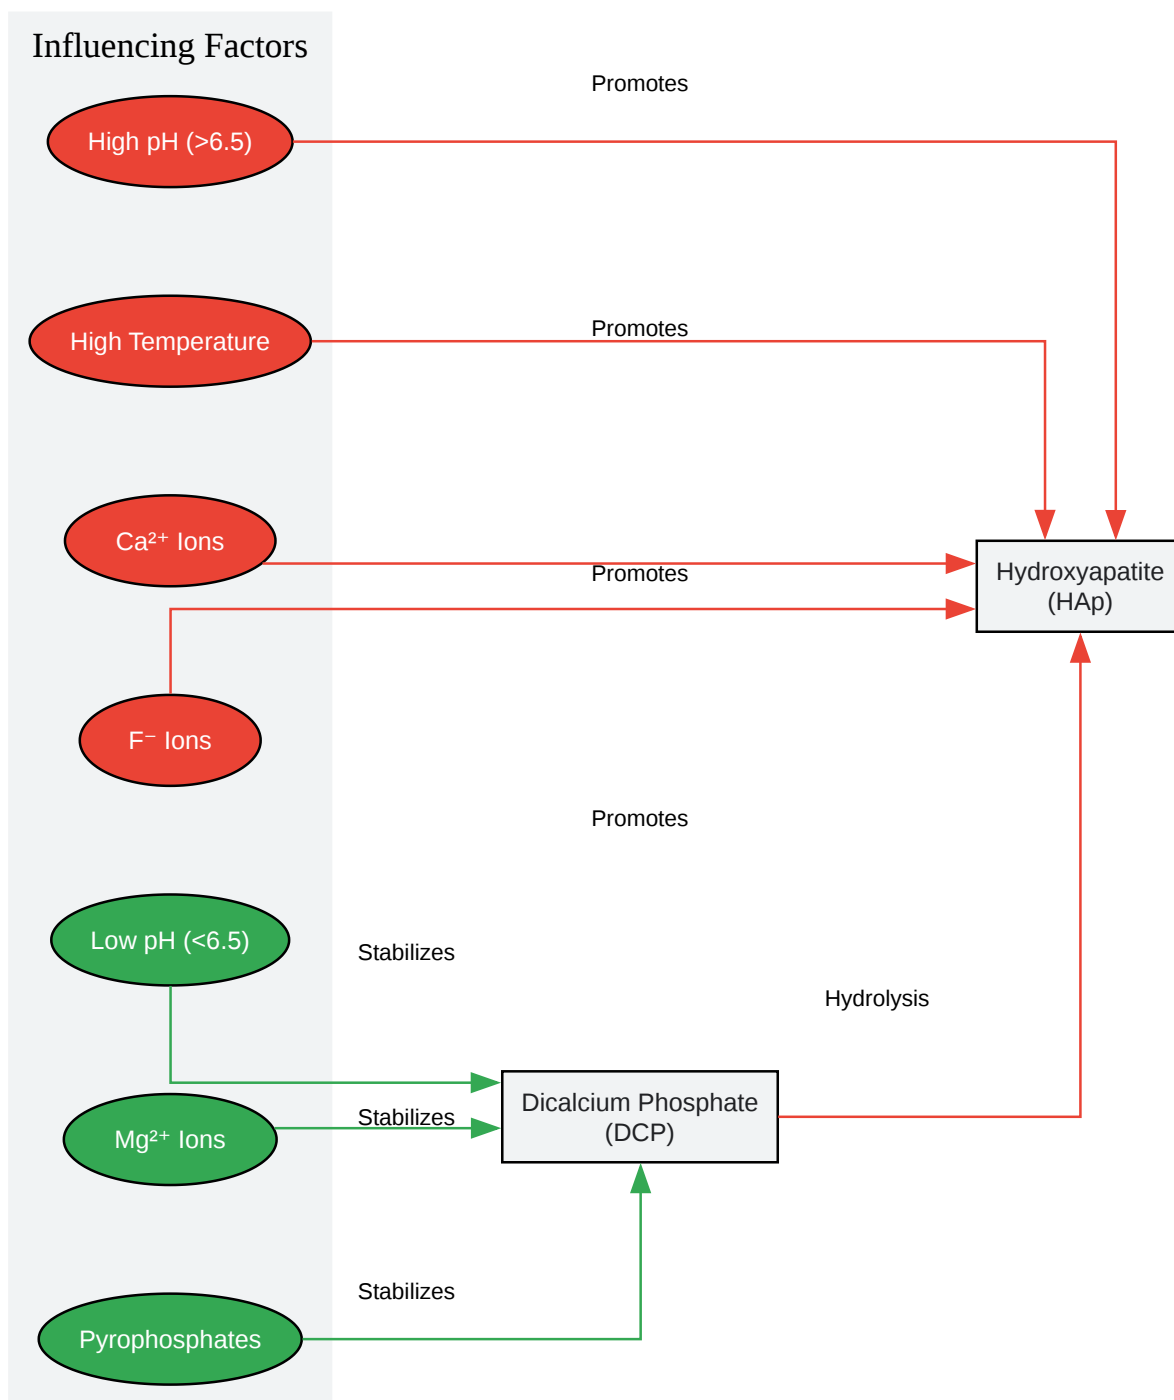 Influencing Factors
Promotes
High pH (>6.5)
Promotes
High Temperature
Ca²⁺ Ions
Promotes
Hydroxyapatite
(HAp)
F⁻ Ions
Promotes
Low pH (<6.5)
Stabilizes
Hydrolysis
Dicalcium Phosphate
(DCP)
Stabilizes
Mg²⁺ Ions
Stabilizes
Pyrophosphates